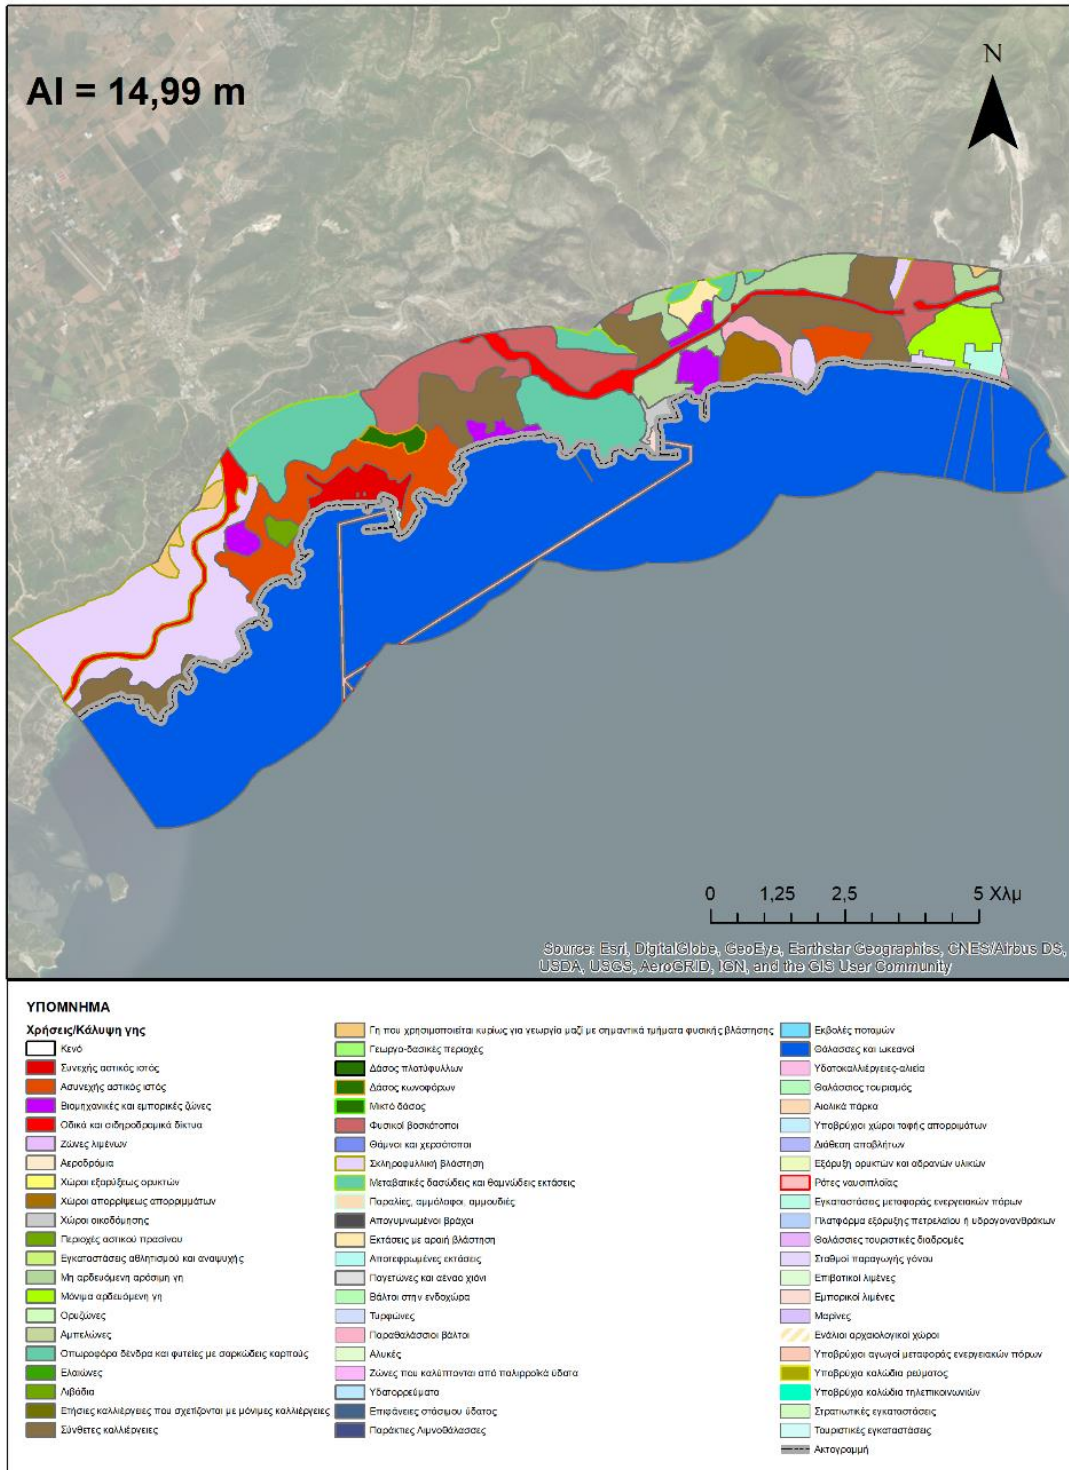 AI = 14,99 m
N
0 1,25 2,5 5 Χλμ
Source: Esri, DigitalGlobe, GeoEye, Earthstar Geographics, CNES/Airbus DS,
USDA, USGS, AeroGRID, IGN, and the GIS User Community
ΥΠΟΜΝΗΜΑ
Χρήσεις/Κάλυψη γης
Κενό
Συνεχής αστικός ιστός
Ασυνεχής αστικός ιστός
Βιομηχανικές και εμπορικές ζώνες
Οδικά και σιδηροδρομικά δίκτυα
Ζώνες λιμένων
Αεροδρόμια
Χώροι εξορύξεως ορυκτών
Χώροι απορρίψεως απορριμμάτων
Χώροι οικοδόμησης
Περιοχές αστικού πρασίνου
Εγκαταστάσεις αθλητισμού και αναψυχής
Μη αρδευόμενη αρόσιμη γη
Μόνιμα αρδευόμενη γη
Ορυζώνες
Αμπελώνες
Οπωροφόρα δένδρα και φυτείες με σαρκώδεις καρπούς
Ελαιώνες
Λιβάδια
Ετήσιες καλλιέργειες που σχετίζονται με μόνιμες καλλιέργειες
Σύνθετες καλλιέργειες
Γη που χρησιμοποιείται κυρίως για γεωργία μαζί με σημαντικά τμήματα φυσικής βλάστησης
Γεωργο-δασικές περιοχές
Δάσος πλατύφυλλων
Δάσος κωνοφόρων
Μικτό δάσος
Φυσικοί βοσκότοποι
Θάμνοι και χερσότοποι
Σκληροφυλλική βλάστηση
Μεταβατικές δασώδεις και θαμνώδεις εκτάσεις
Παραλίες, αμμόλοφοι, αμμουδιές
Απογυμνωμένοι βράχοι
Εκτάσεις με αραιή βλάστηση
Αποτεφρωμένες εκτάσεις
Παγετώνες και αέναο χιόνι
Βάλτοι στην ενδοχώρα
Τυρφώνες
Παραθαλάσσιοι βάλτοι
Αλυκές
Ζώνες που καλύπτονται από παλιρροϊκά ύδατα
Υδατορρεύματα
Επιφάνειες στάσιμου ύδατος
Παράκτιες Λιμνοθάλασσες
Εκβολές ποταμών
Θάλασσες και ωκεανοί
Υδατοκαλλιέργειες-αλιεία
Θαλάσσιος τουρισμός
Αιολικά πάρκα
Υποβρύχιοι χώροι ταφής απορριμάτων
Διάθεση αποβλήτων
Εξόρυξη ορυκτών και αδρανών υλικών
Ρότες ναυσιπλοΐας
Εγκαταστάσεις μεταφοράς ενεργειακών πόρων
Πλατφόρμα εξόρυξης πετρελαίου ή υδρογονανθράκων
Θαλάσσιες τουριστικές διαδρομές
Σταθμοί παραγωγής γόνου
Επιβατικοί λιμένες
Εμπορικοί λιμένες
Μαρίνες
Ενάλιοι αρχαιολογικοί χώροι
Υποβρύχιοι αγωγοί μεταφοράς ενεργειακών πόρων
Υποβρύχια καλώδια ρεύματος
Υποβρύχια καλώδια τηλεπικοινωνιών
Στρατιωτικές εγκαταστάσεις
Τουριστικές εγκαταστάσεις
Ακτογραμμή